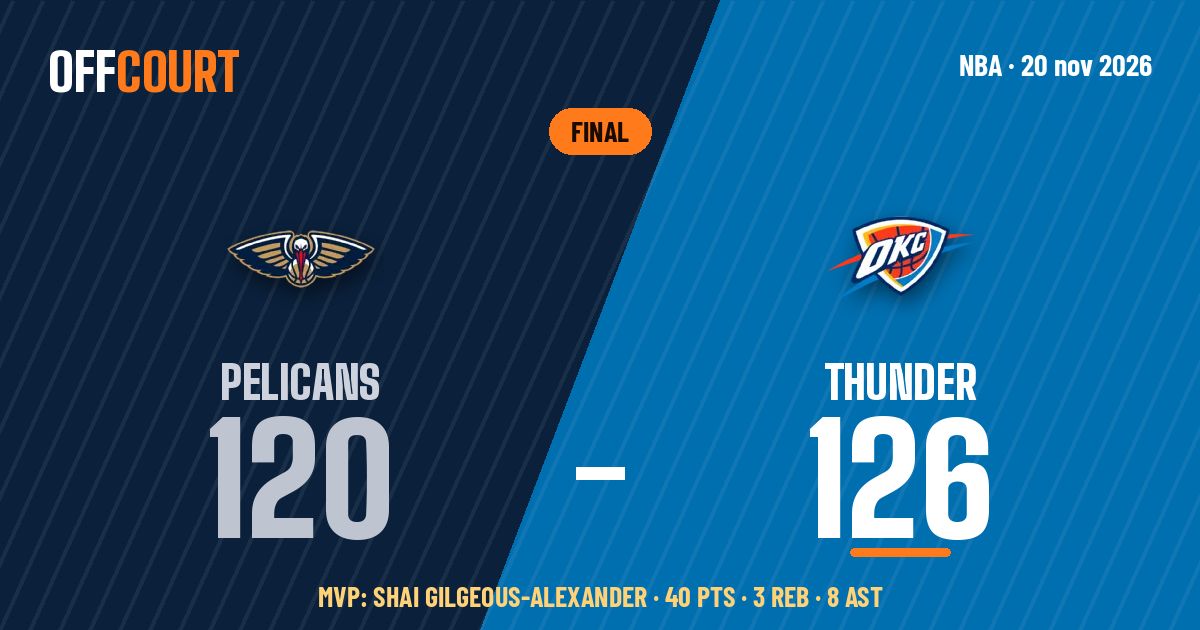 OFFCOURT
NBA · 20 nov 2026
FINAL
OKC
PELICANS
THUNDER
120
–
126
MVP: SHAI GILGEOUS-ALEXANDER · 40 PTS · 3 REB · 8 AST